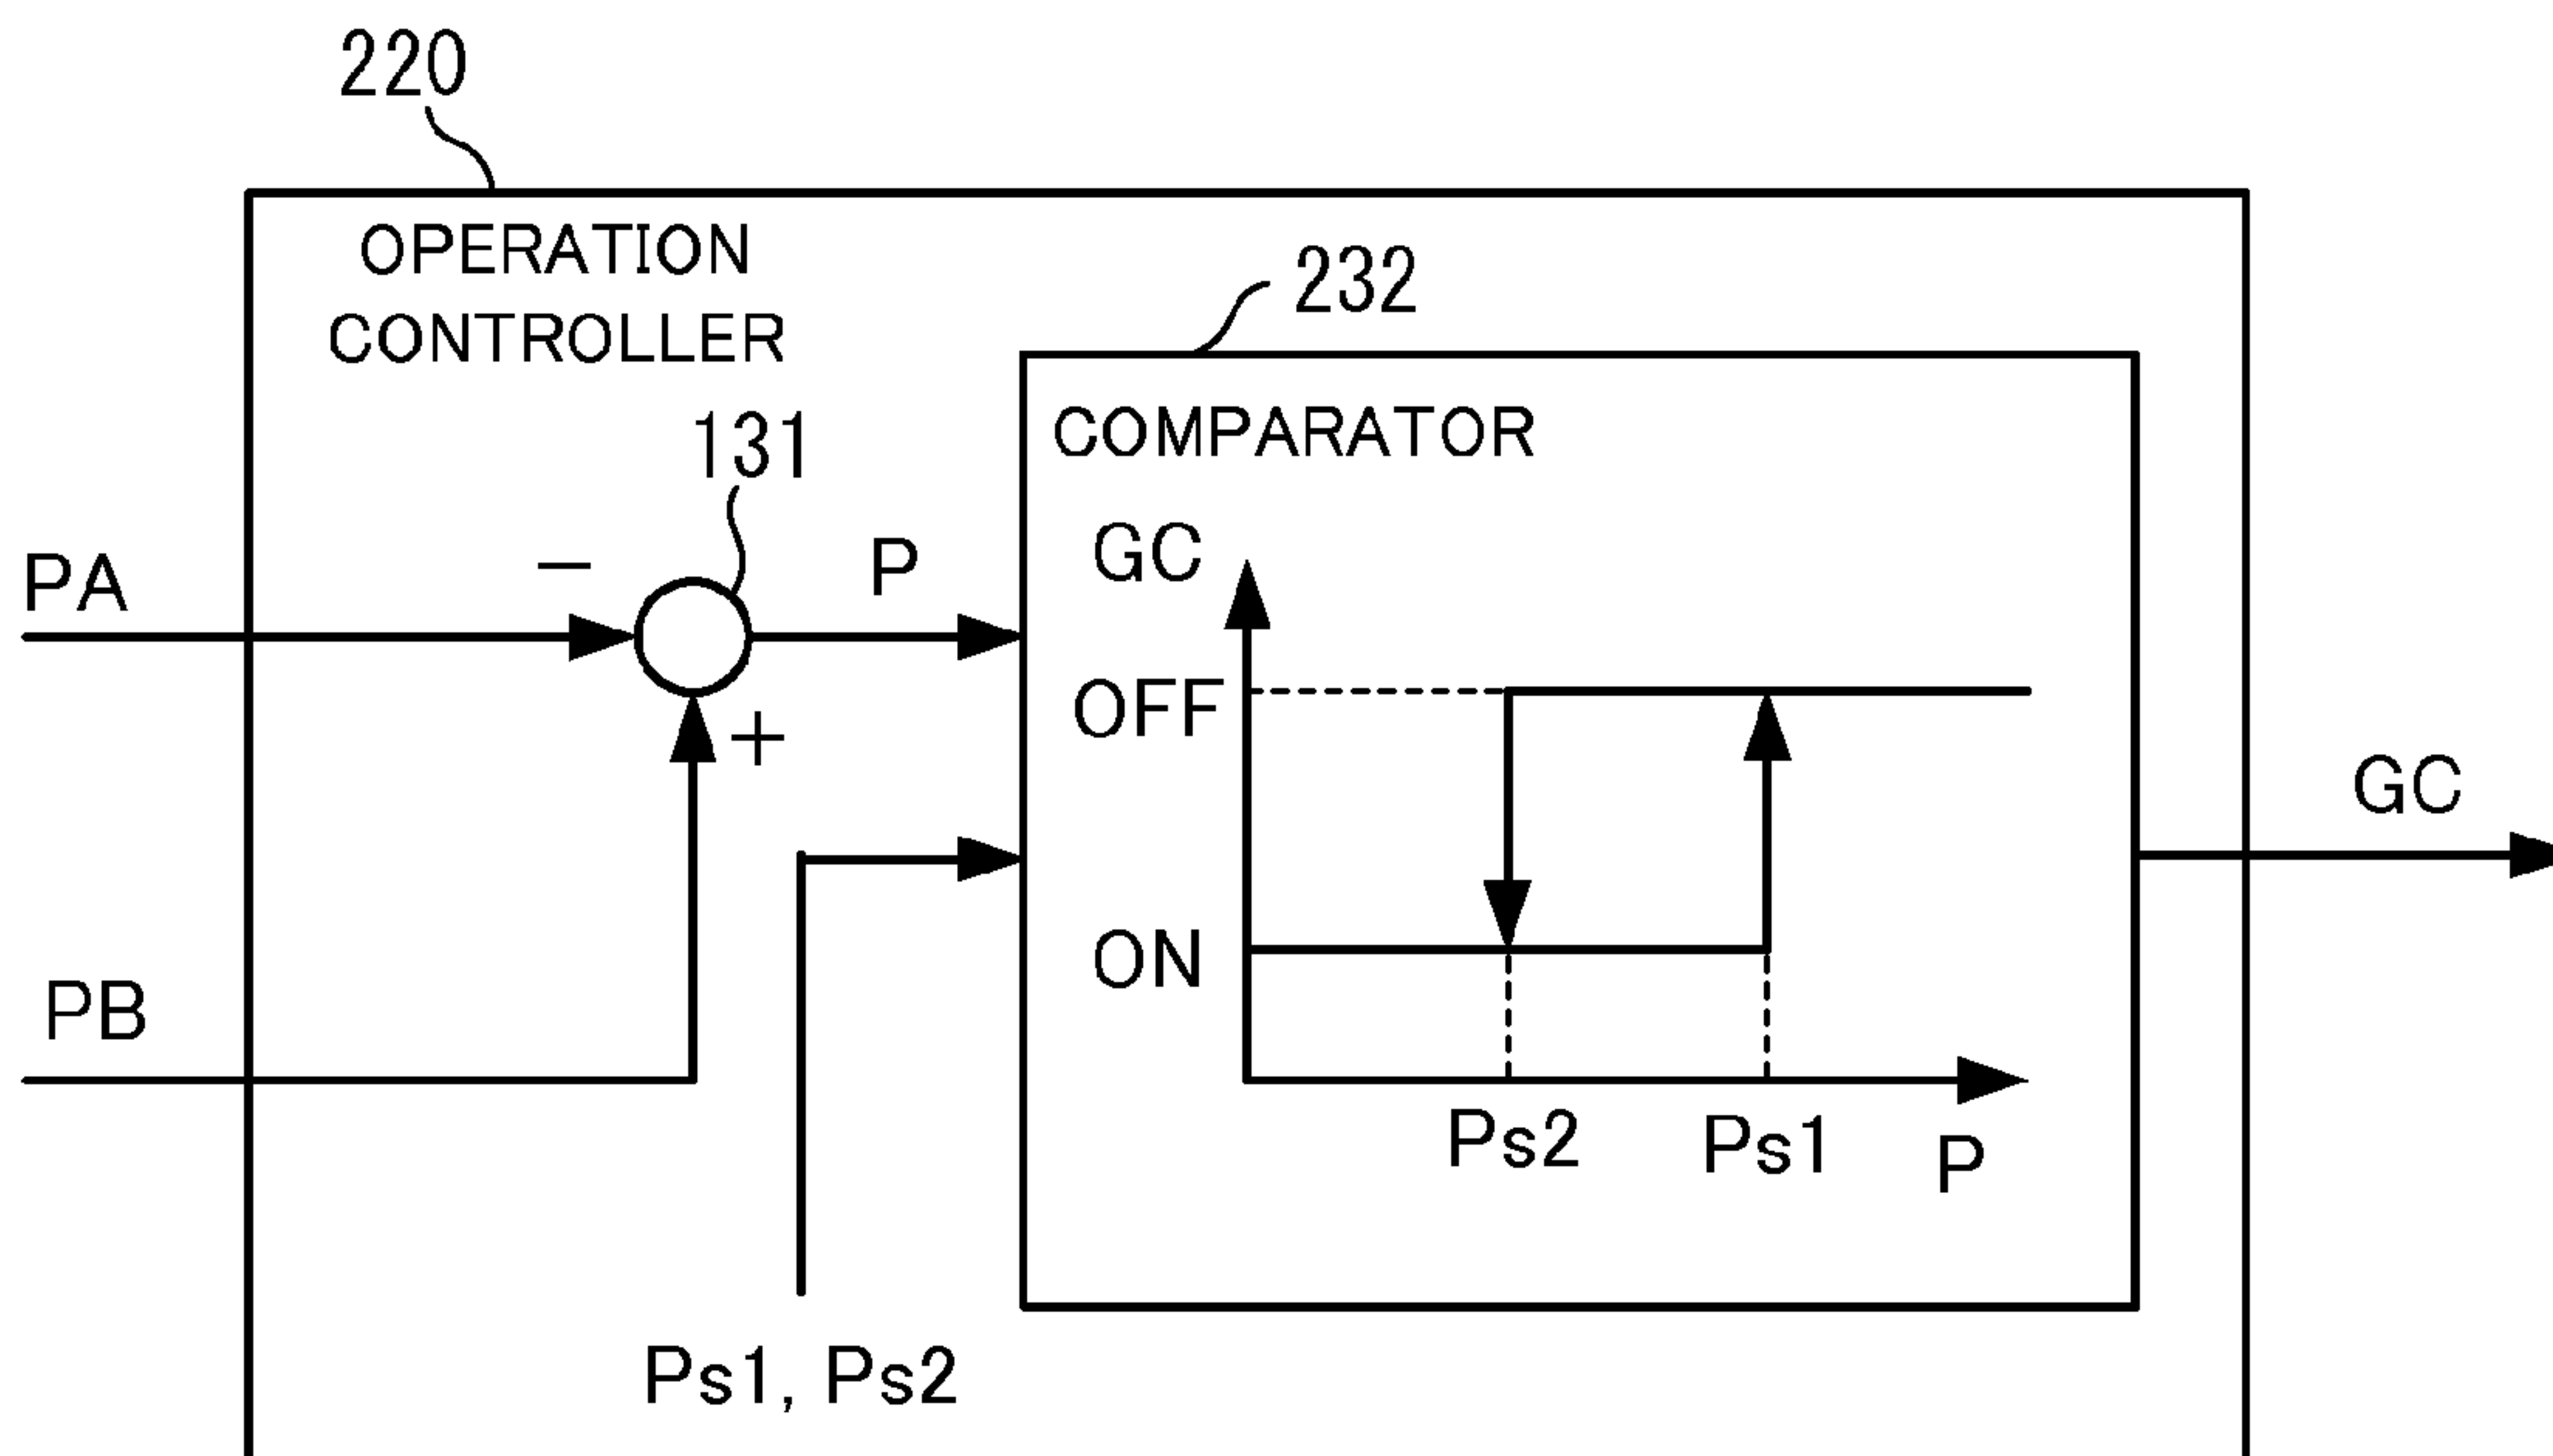 220
OPERATION
CONTROLLER
232
COMPARATOR
131
PA
−
P
+
GC
OFF
ON
Ps2
Ps1
P
GC
PB
Ps1, Ps2